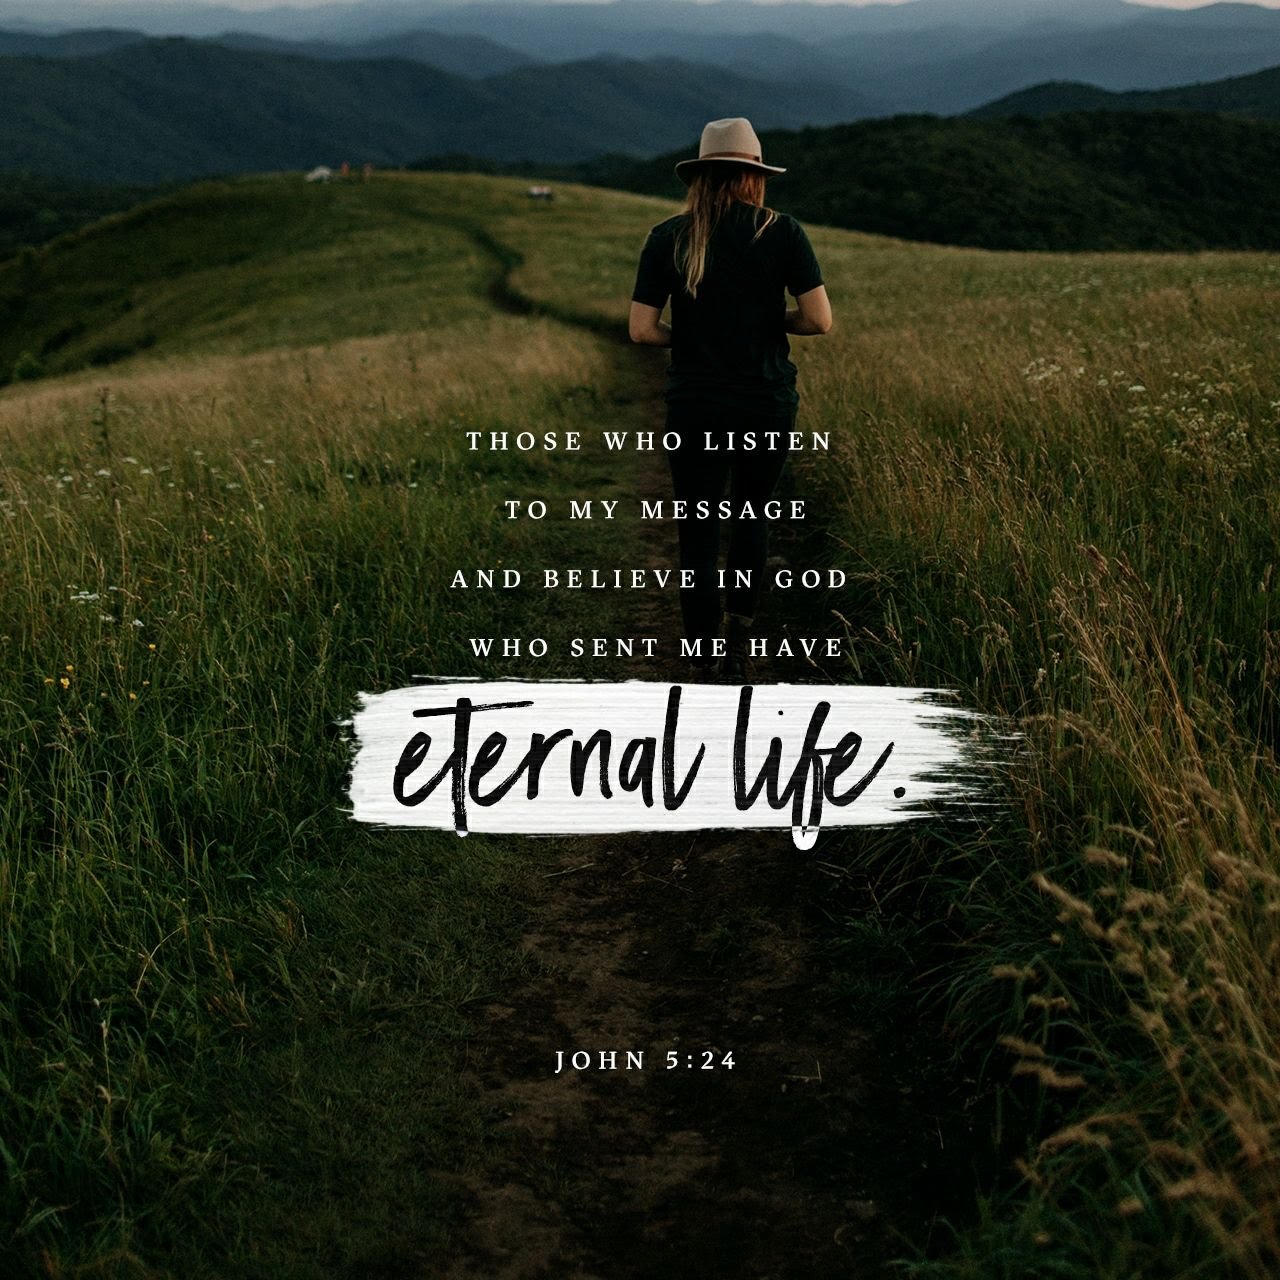 THOSE WHO LISTEN
TO MY MESSAGE
AND BELIEVE IN GOD
WHO SENT ME HAVE
eternal life.
JOHN 5:24